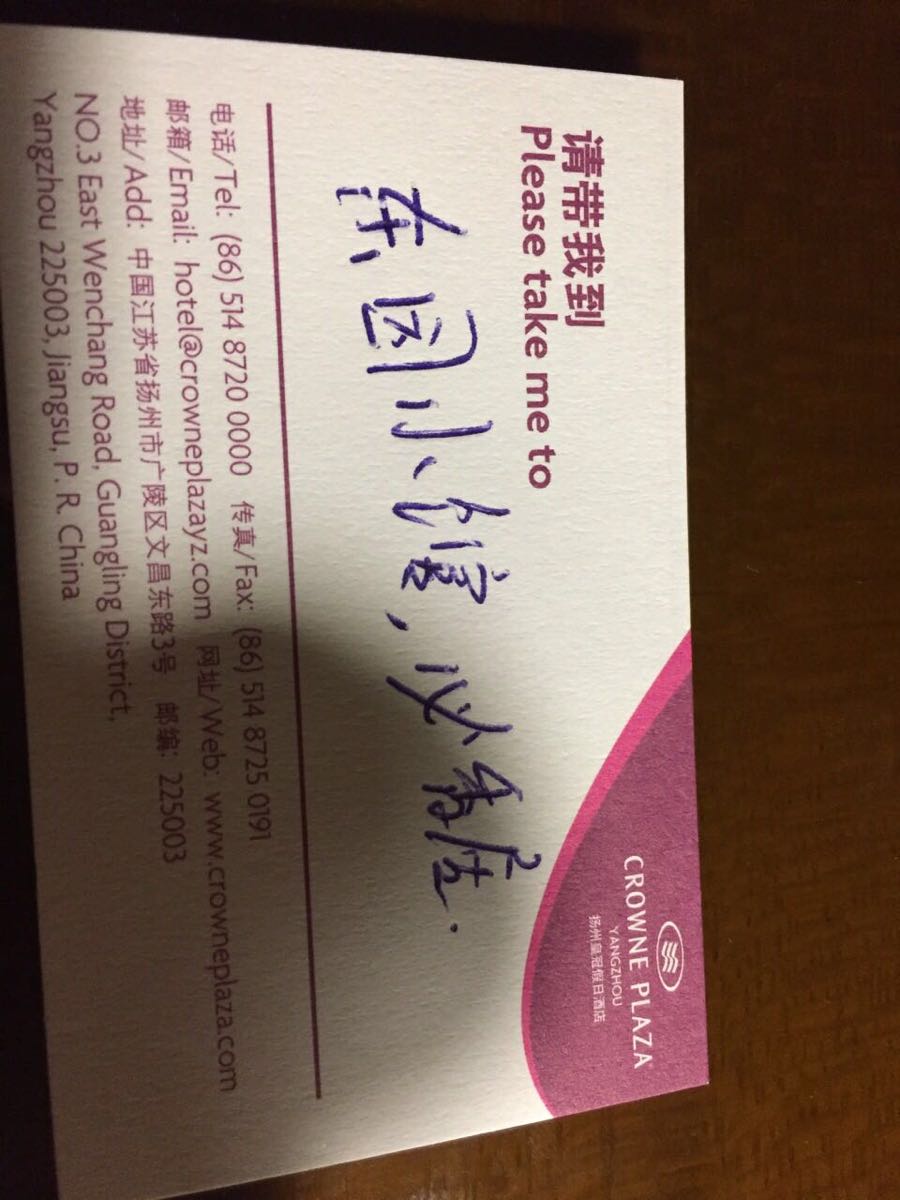 CROWNE PLAZA
YANGZHOU
扬州皇冠假日酒店
请带我到
Please take me to
东园小馆,必香居.
电话/Tel: (86) 514 8720 0000 传真/Fax: (86) 514 8725 0191
邮箱/Email: hotel@crowneplazayz.com 网址/Web: www.crowneplaza.com
地址/Add: 中国江苏省扬州市广陵区文昌东路3号 邮编: 225003
NO.3 East Wenchang Road, Guangling District,
Yangzhou 225003, Jiangsu, P. R. China